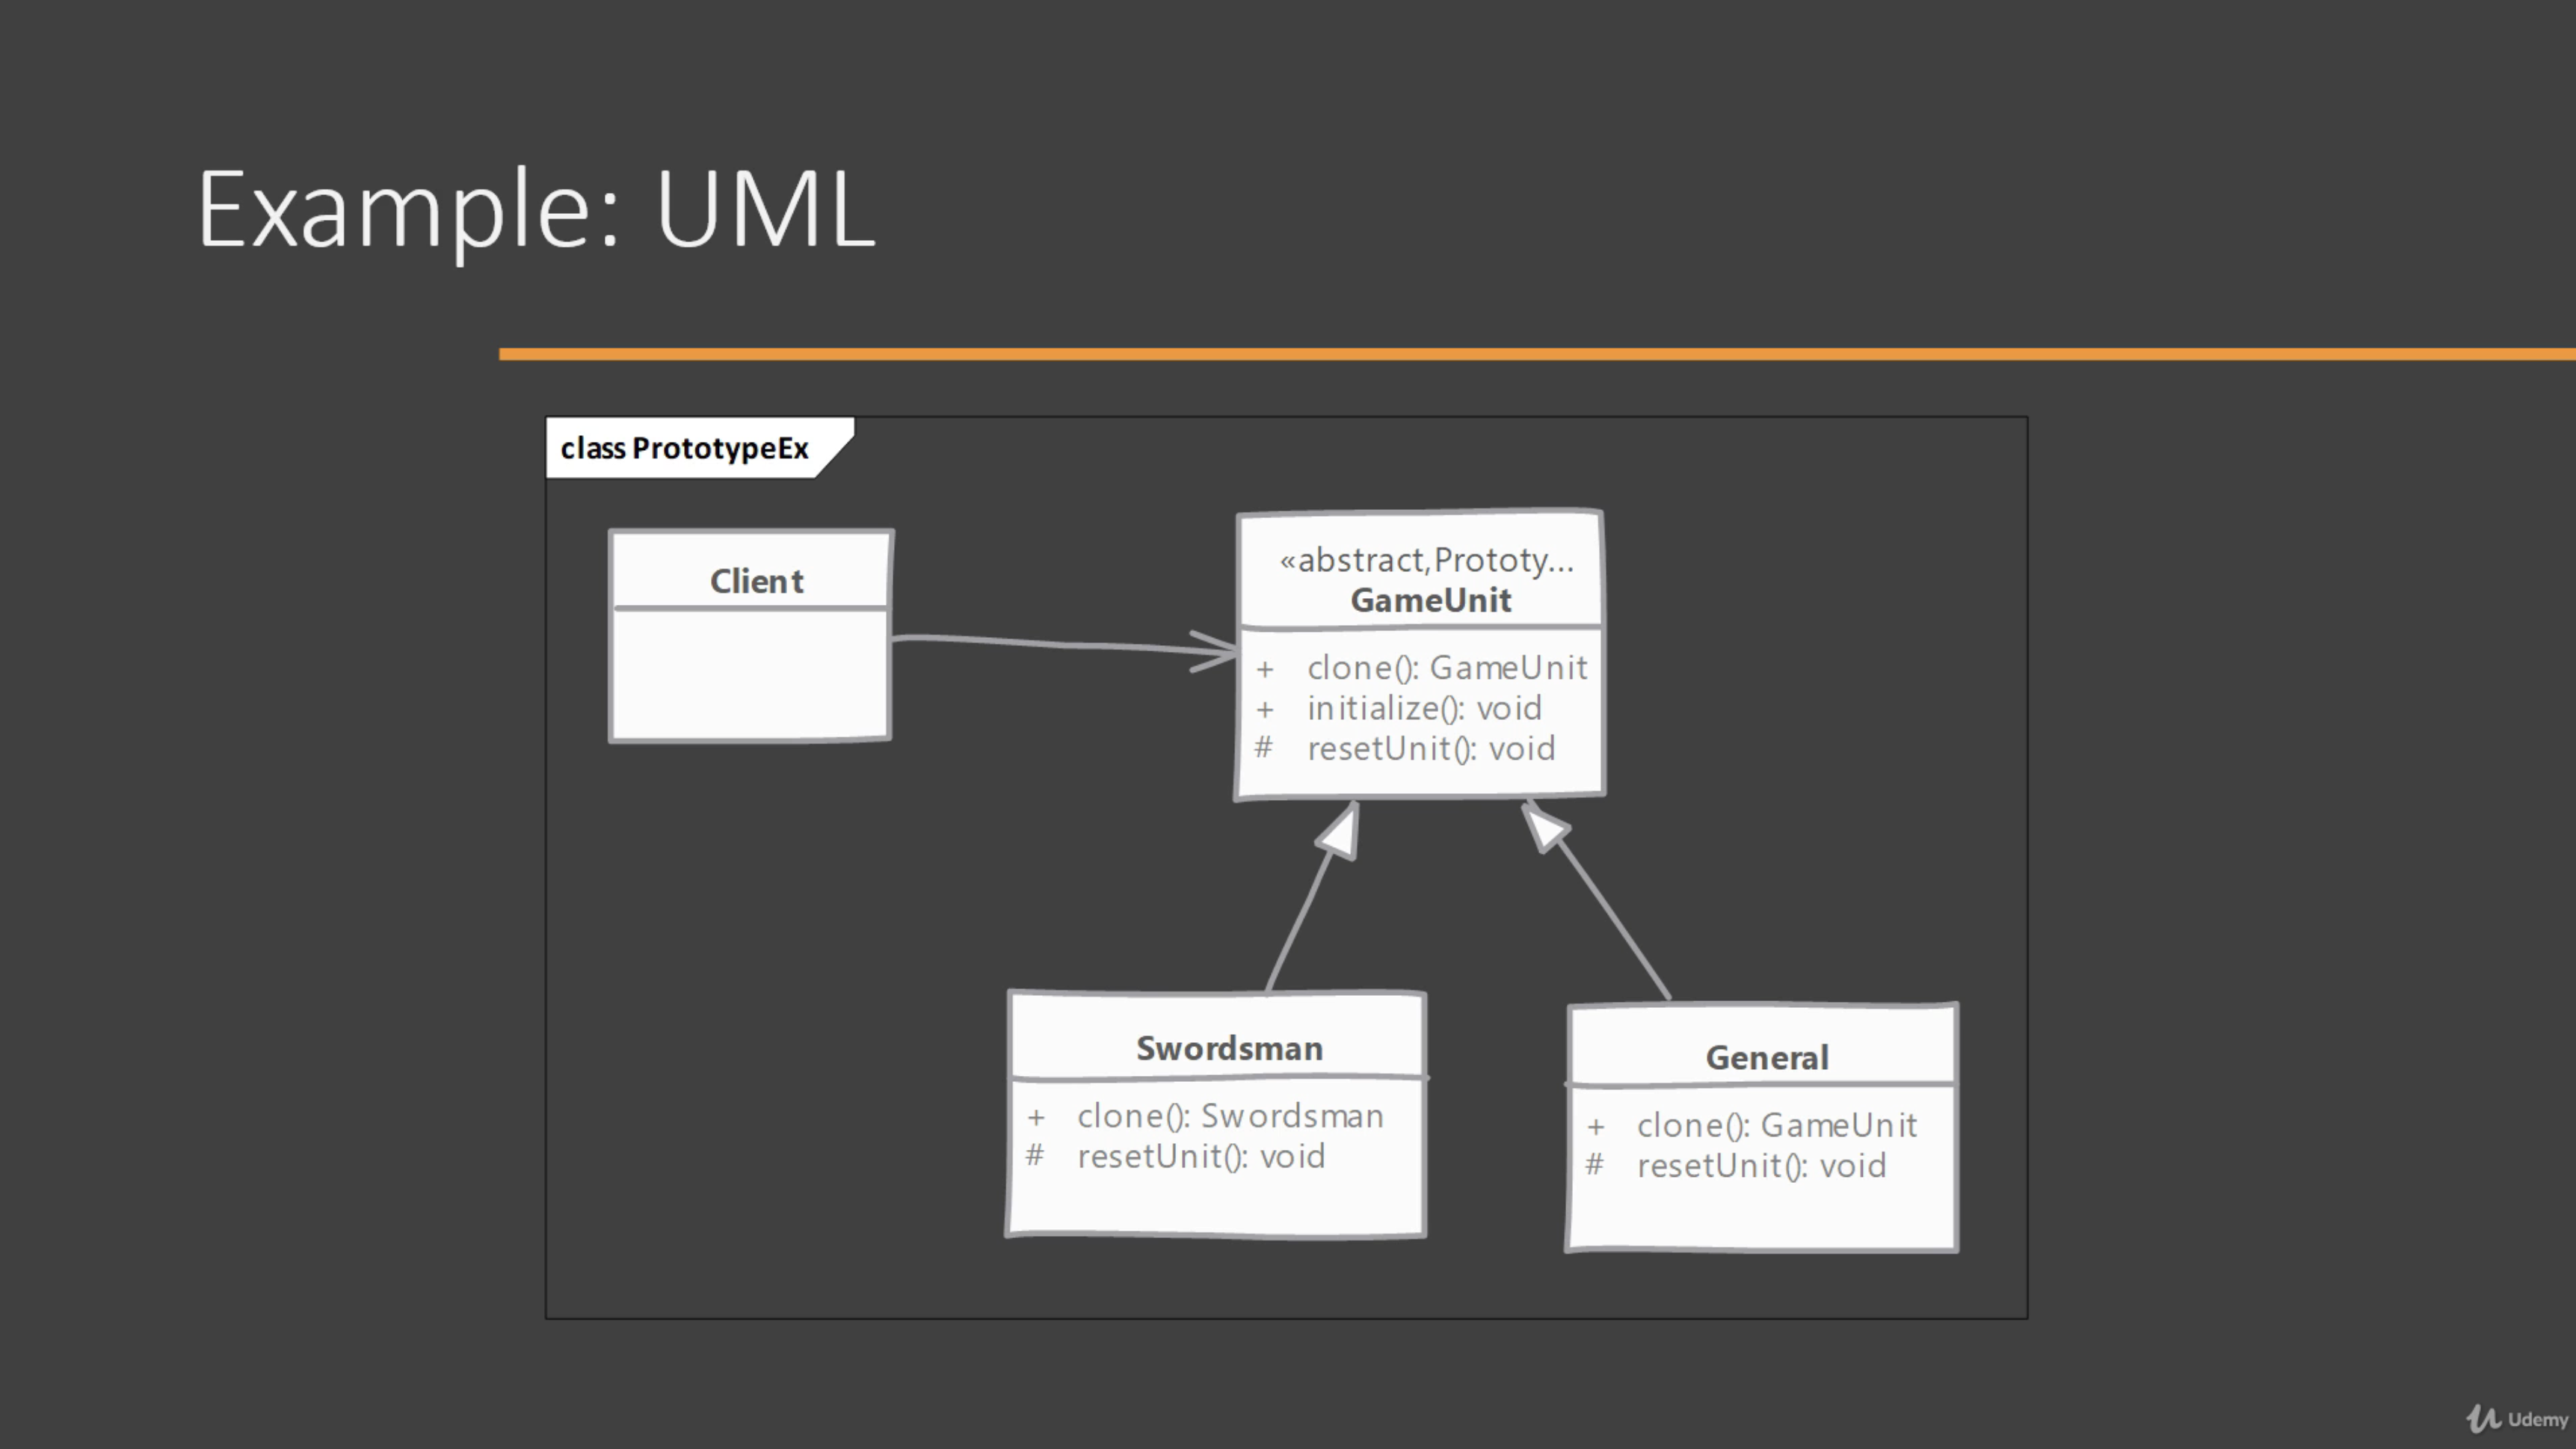 Example: UML
class PrototypeEx
Client
«abstract,Prototy...
GameUnit
+ clone(): GameUnit
+ initialize(): void
# resetUnit(): void
Swordsman
+ clone(): Swordsman
# resetUnit(): void
General
+ clone(): GameUnit
# resetUnit(): void
Udemy